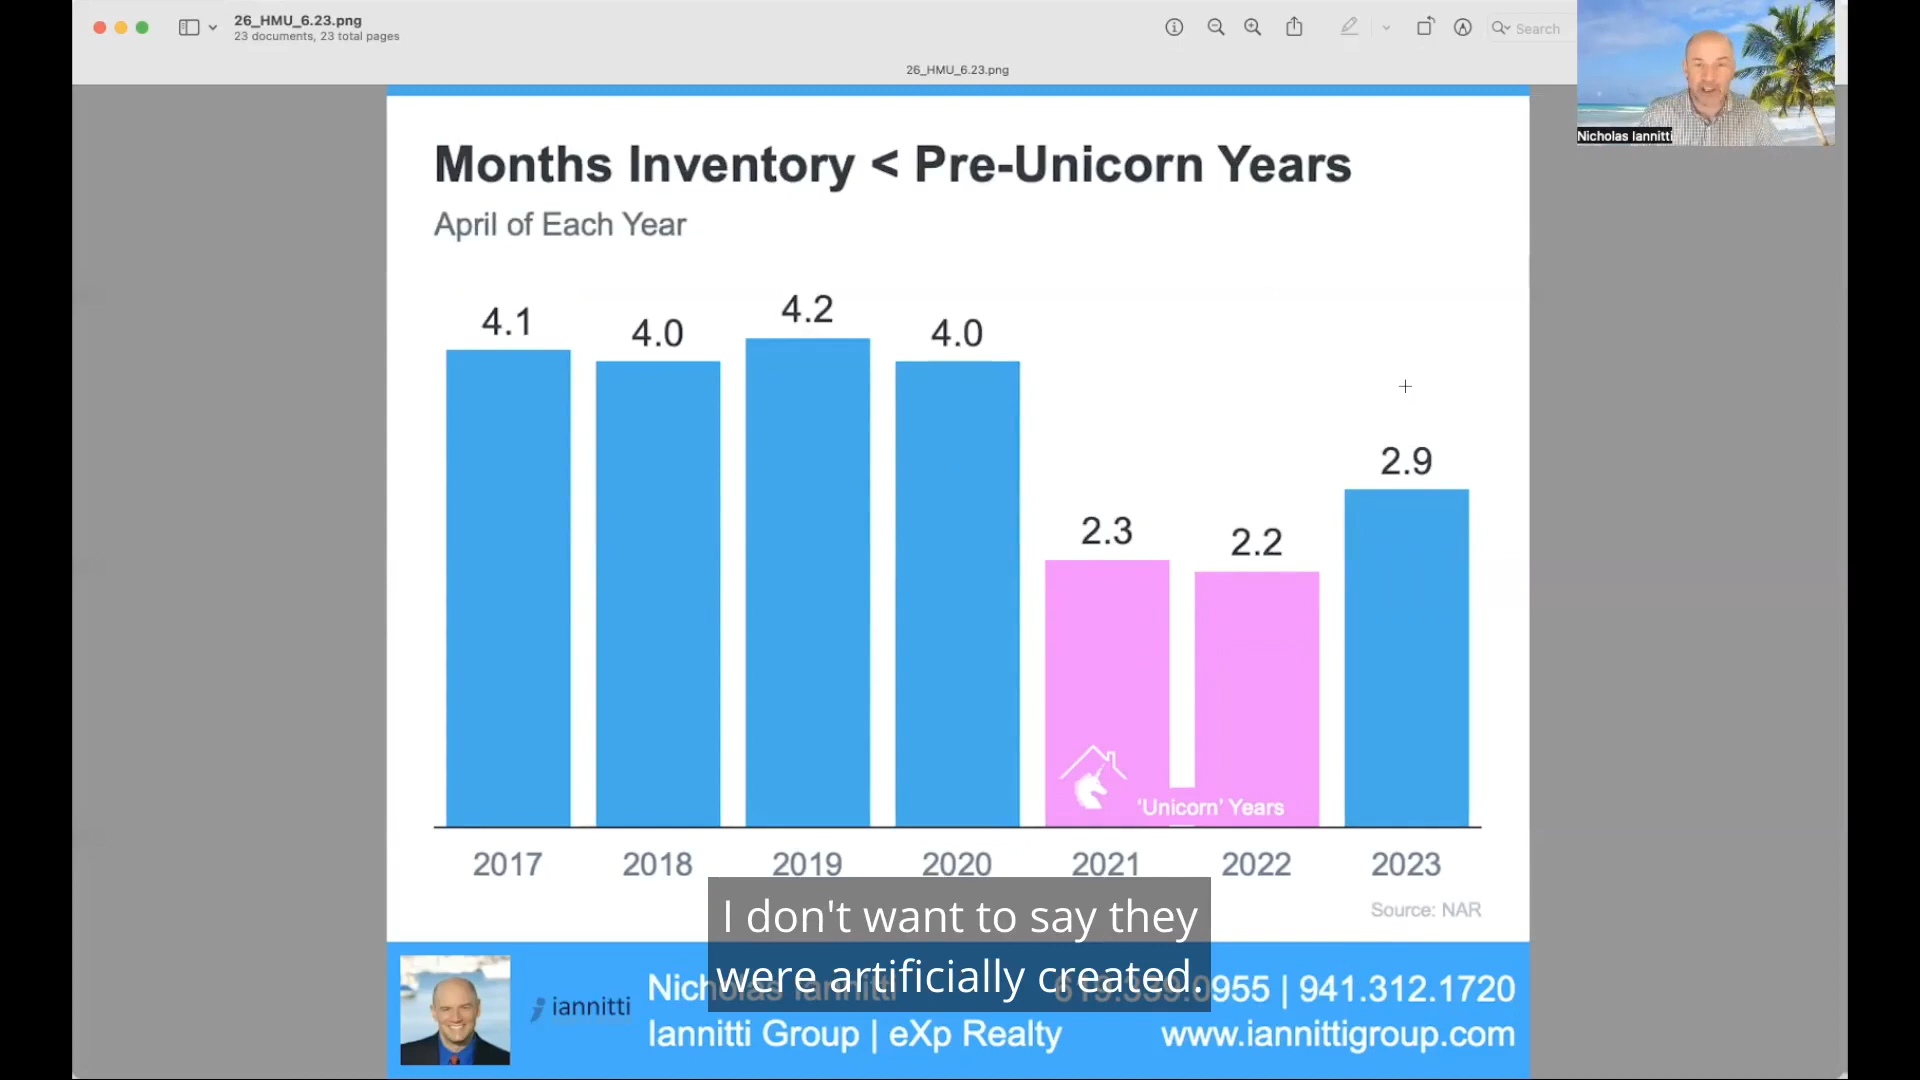 26_HMU_6.23.png
23 documents, 23 total pages
Search
26_HMU_6.23.png
Nicholas Iannitti
Months Inventory < Pre-Unicorn Years
April of Each Year
4.1
4.0
4.2
4.0
2.3
2.2
2.9
'Unicorn' Years
2017
2018
2019
2020
2021
2022
2023
Source: NAR
I don't want to say they
were artificially created.
iannitti
Nicholas Iannitti
955 | 941.312.1720
Iannitti Group | eXp Realty
www.iannittigroup.com